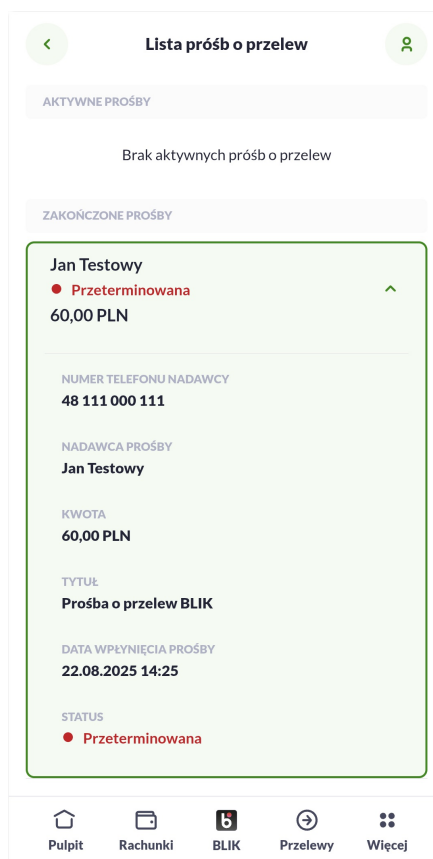 Lista próśb o przelew
AKTYWNE PROŚBY
Brak aktywnych próśb o przelew
ZAKOŃCZONE PROŚBY
Jan Testowy
Przeterminowana
60,00 PLN
NUMER TELEFONU NADAWCY
48 111 000 111
NADAWCA PROŚBY
Jan Testowy
KWOTA
60,00 PLN
TYTUŁ
Prośba o przelew BLIK
DATA WPŁYNIĘCIA PROŚBY
22.08.2025 14:25
STATUS
Przeterminowana
Pulpit Rachunki BLIK Przelewy Więcej